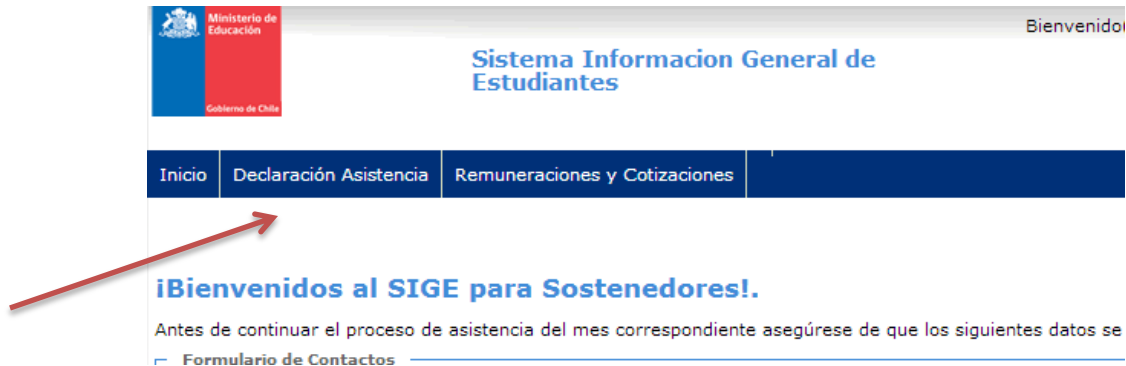 Ministerio de
Educación
Gobierno de Chile
Bienvenido
Sistema Informacion General de
Estudiantes
Inicio
Declaración Asistencia
Remuneraciones y Cotizaciones
¡Bienvenidos al SIGE para Sostenedores!.
Antes de continuar el proceso de asistencia del mes correspondiente asegúrese de que los siguientes datos se
Formulario de Contactos